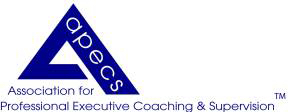 apecs
Association for
Professional Executive Coaching & Supervision
TM